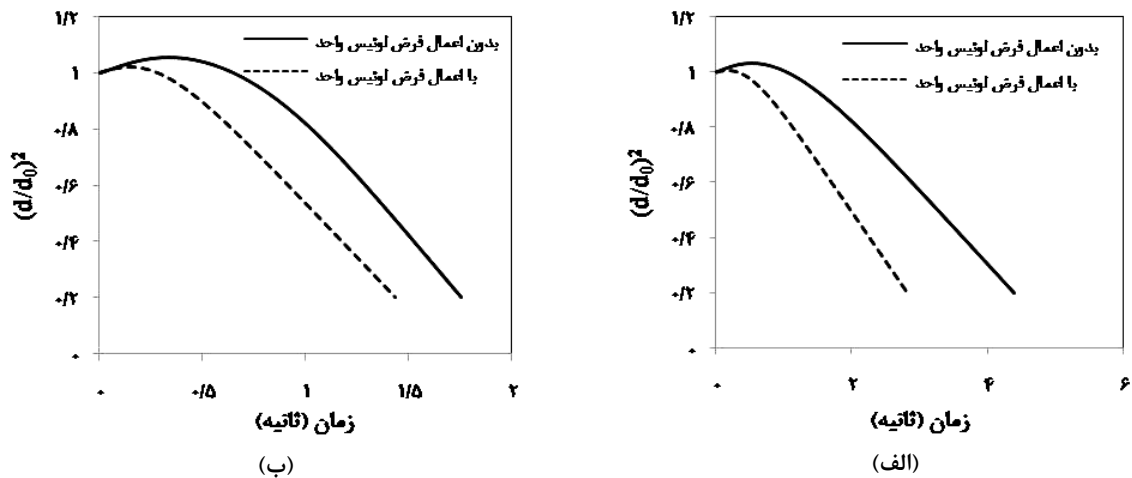 ۱/۲
۱
۰/۸
۰/۶
۰/۴
۰/۲
۰
(d/d0)2
بدون اعمال فرض لوئیس واحد
با اعمال فرض لوئیس واحد
۰ ۲ ۴ ۶
زمان (ثانیه)
(الف)
۱/۲
۱
۰/۸
۰/۶
۰/۴
۰/۲
۰
(d/d0)2
بدون اعمال فرض لوئیس واحد
با اعمال فرض لوئیس واحد
۰ ۰/۵ ۱ ۱/۵ ۲
زمان (ثانیه)
(ب)